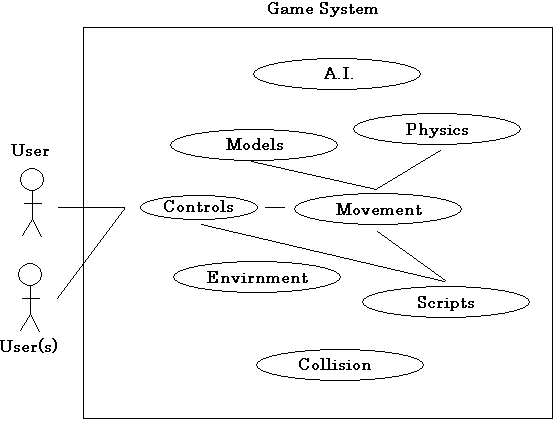 Game System
A.I.
Physics
Models
User
Controls
Movement
Envirnment
Scripts
User(s)
Collision